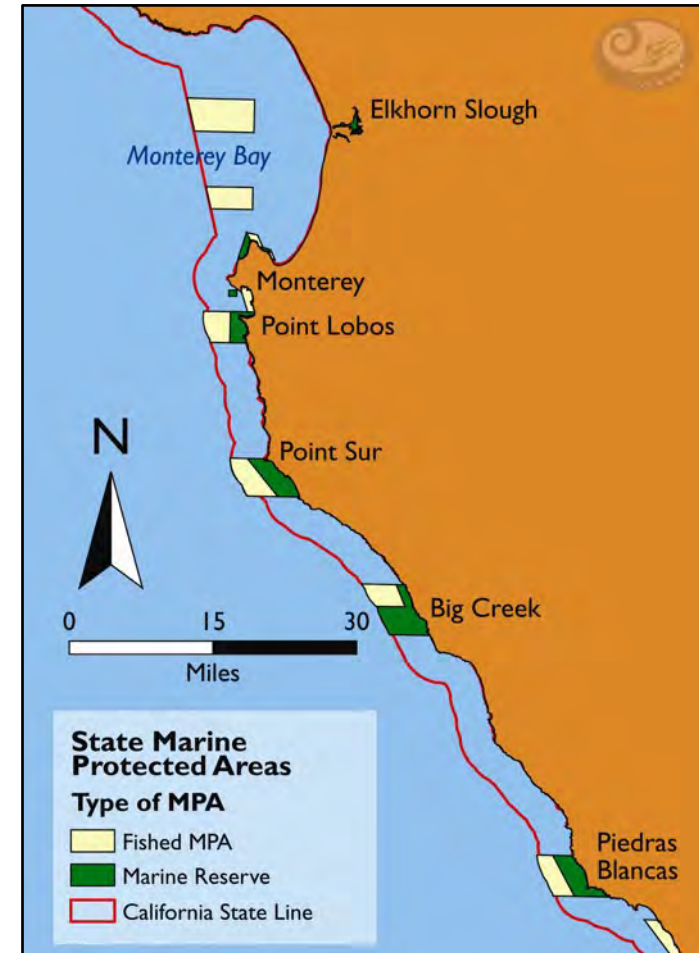 Elkhorn Slough
Monterey Bay
Monterey
Point Lobos
Point Sur
N
Big Creek
0 15 30
Miles
State Marine
Protected Areas
Type of MPA
Fished MPA
Marine Reserve
California State Line
Piedras
Blancas